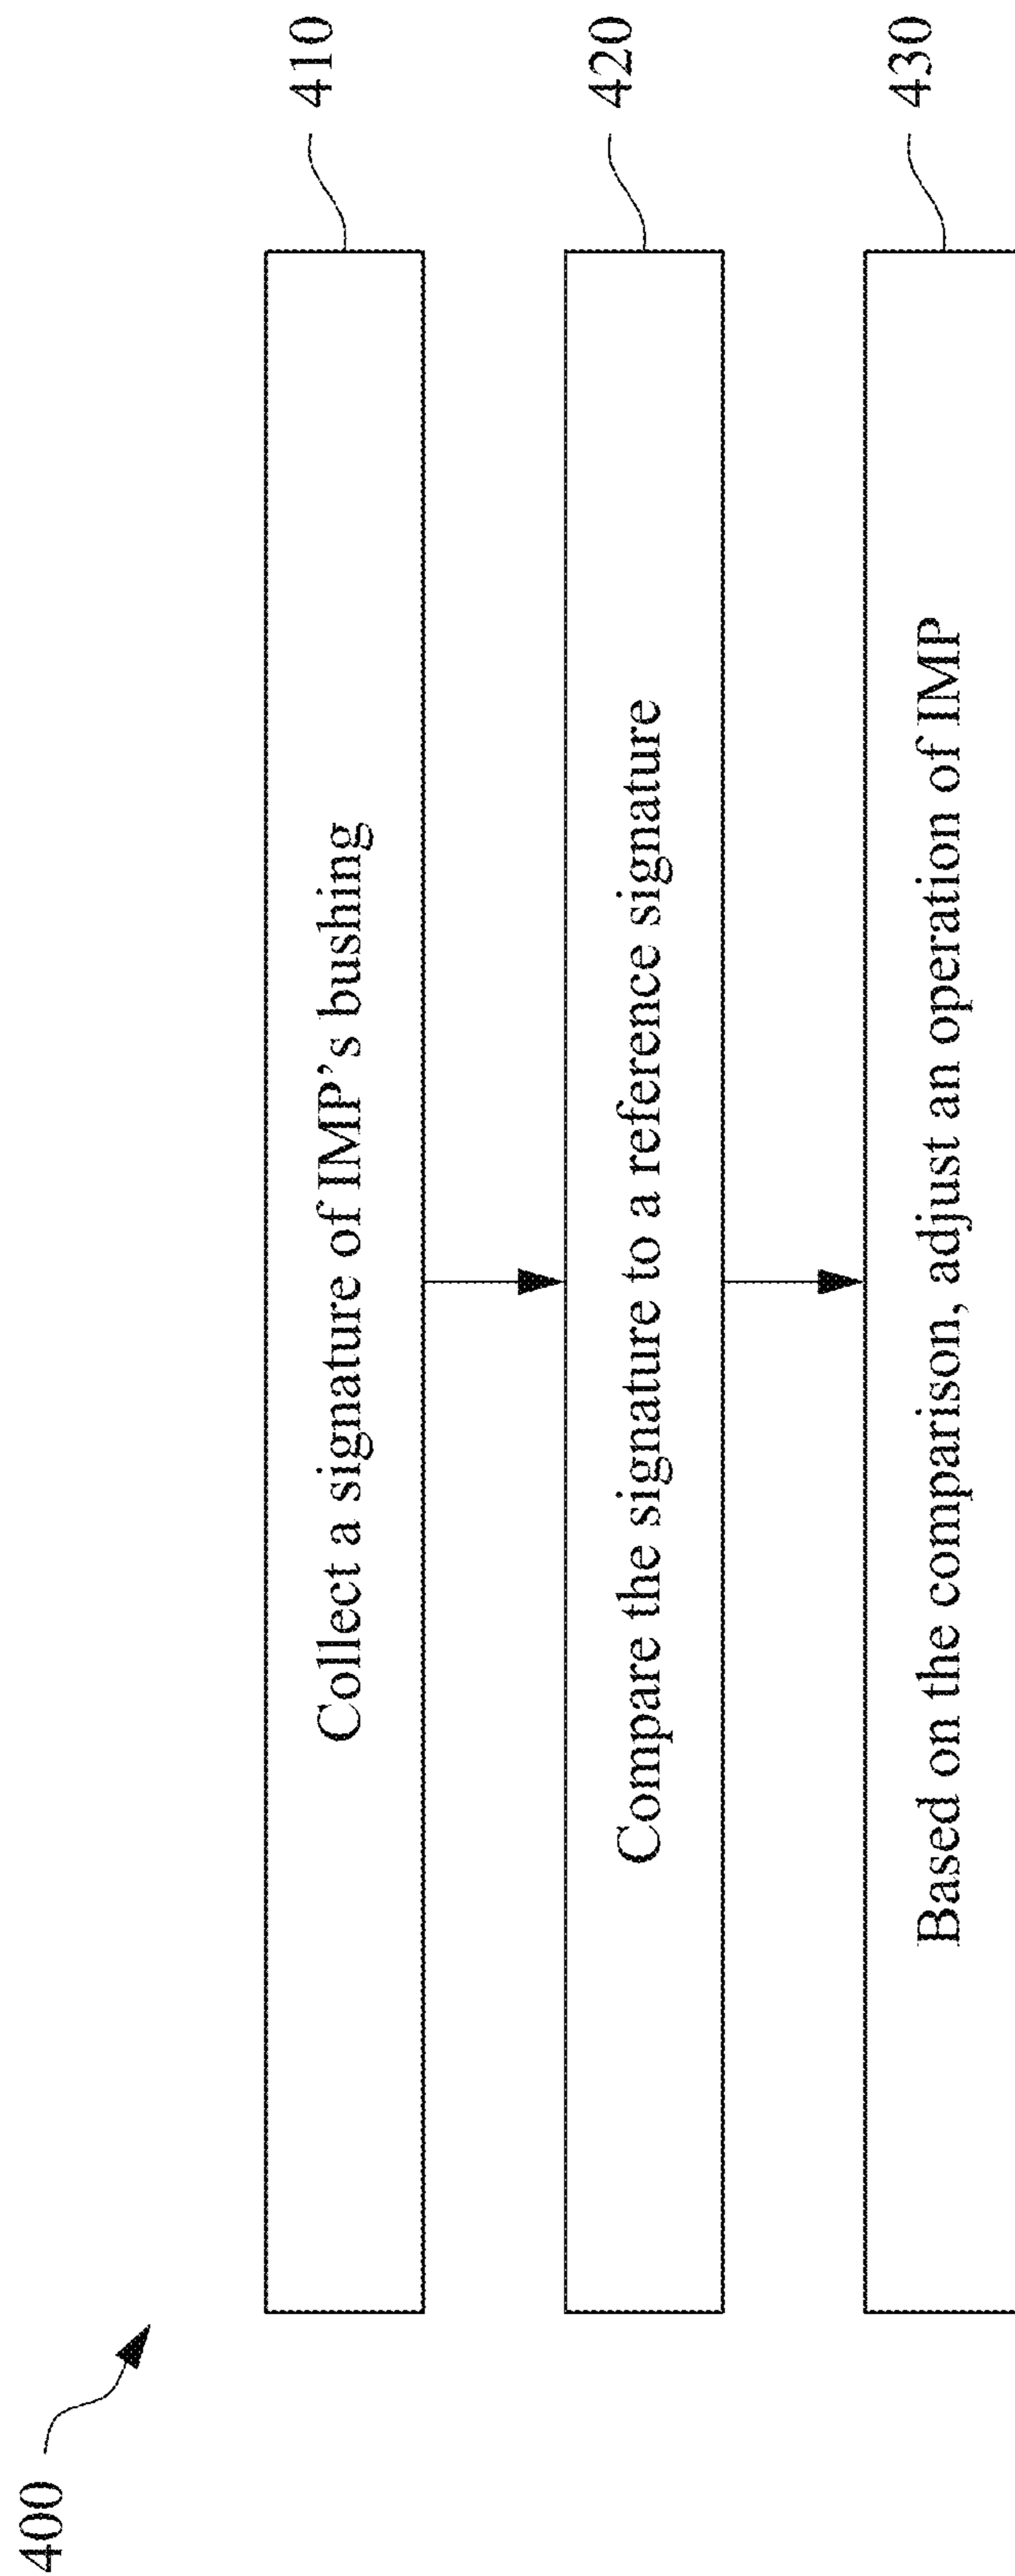 400
Collect a signature of IMP's bushing
410
Compare the signature to a reference signature
420
Based on the comparison, adjust an operation of IMP
430